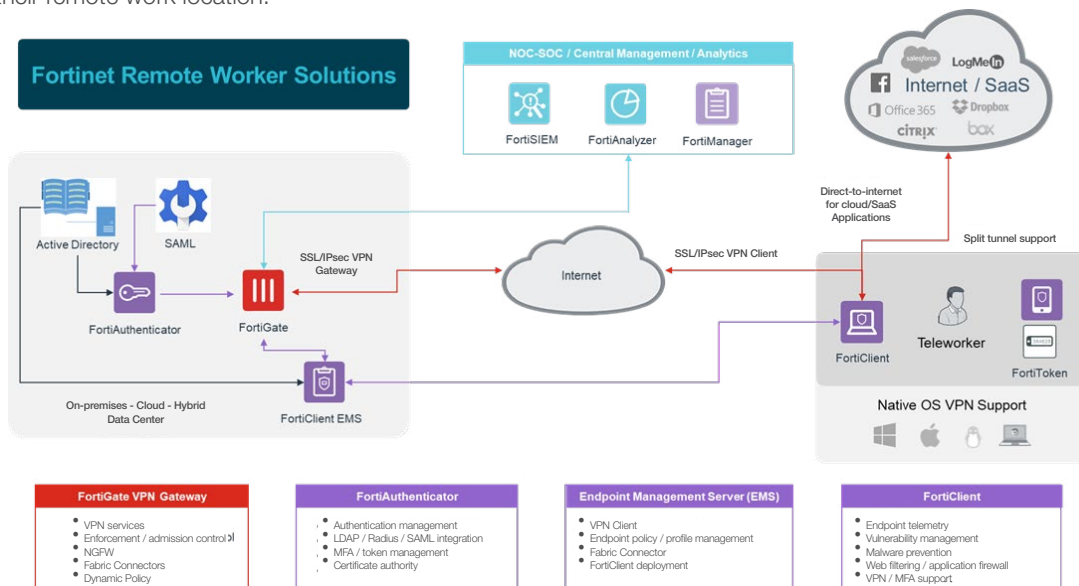 their remote work location.
Fortinet Remote Worker Solutions
NOC-SOC / Central Management / Analytics
FortiSIEM
FortiAnalyzer
FortiManager
salesforce
LogMeIn
Internet / SaaS
Office 365
Dropbox
CITRIX
box
Direct-to-internet
for cloud/SaaS
Applications
Split tunnel support
Active Directory
SAML
SSL/IPsec VPN
Gateway
Internet
SSL/IPsec VPN Client
FortiAuthenticator
FortiGate
FortiClient
Teleworker
FortiToken
On-premises - Cloud - Hybrid
Data Center
FortiClient EMS
Native OS VPN Support
FortiGate VPN Gateway
• VPN services
• Enforcement / admission control
• NGFW
• Fabric Connectors
• Dynamic Policy
FortiAuthenticator
• Authentication management
• LDAP / Radius / SAML integration
• MFA / token management
• Certificate authority
Endpoint Management Server (EMS)
• VPN Client
• Endpoint policy / profile management
• Fabric Connector
• FortiClient deployment
FortiClient
• Endpoint telemetry
• Vulnerability management
• Malware prevention
• Web filtering / application firewall
• VPN / MFA support